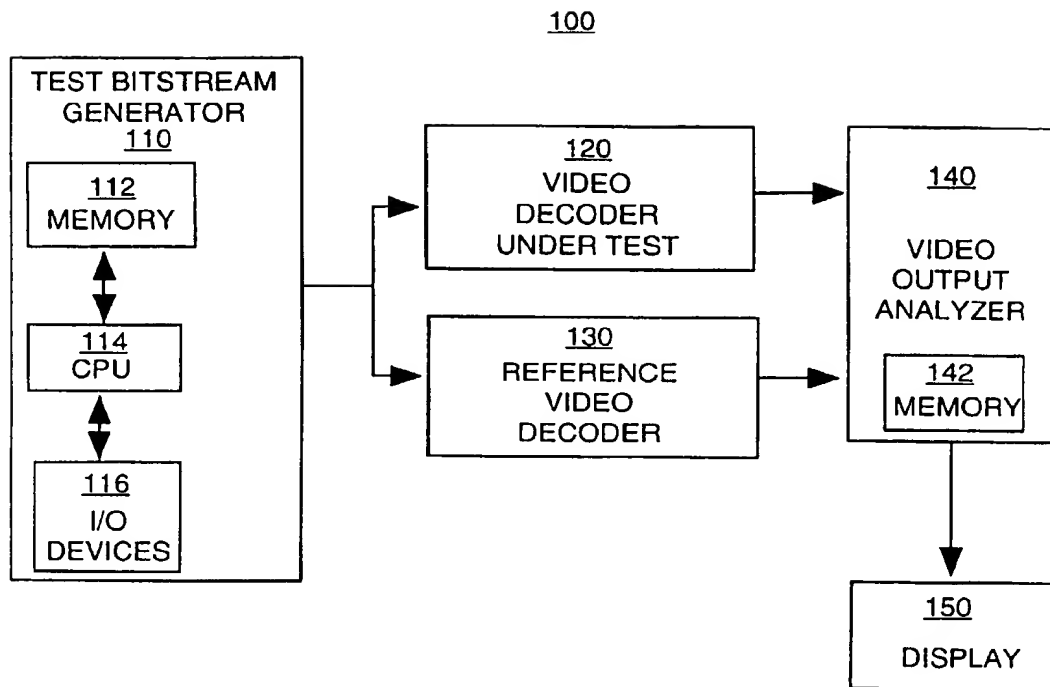 100
TEST BITSTREAM
GENERATOR
110
112
MEMORY
114
CPU
116
I/O
DEVICES
120
VIDEO
DECODER
UNDER TEST
130
REFERENCE
VIDEO
DECODER
140
VIDEO
OUTPUT
ANALYZER
142
MEMORY
150
DISPLAY